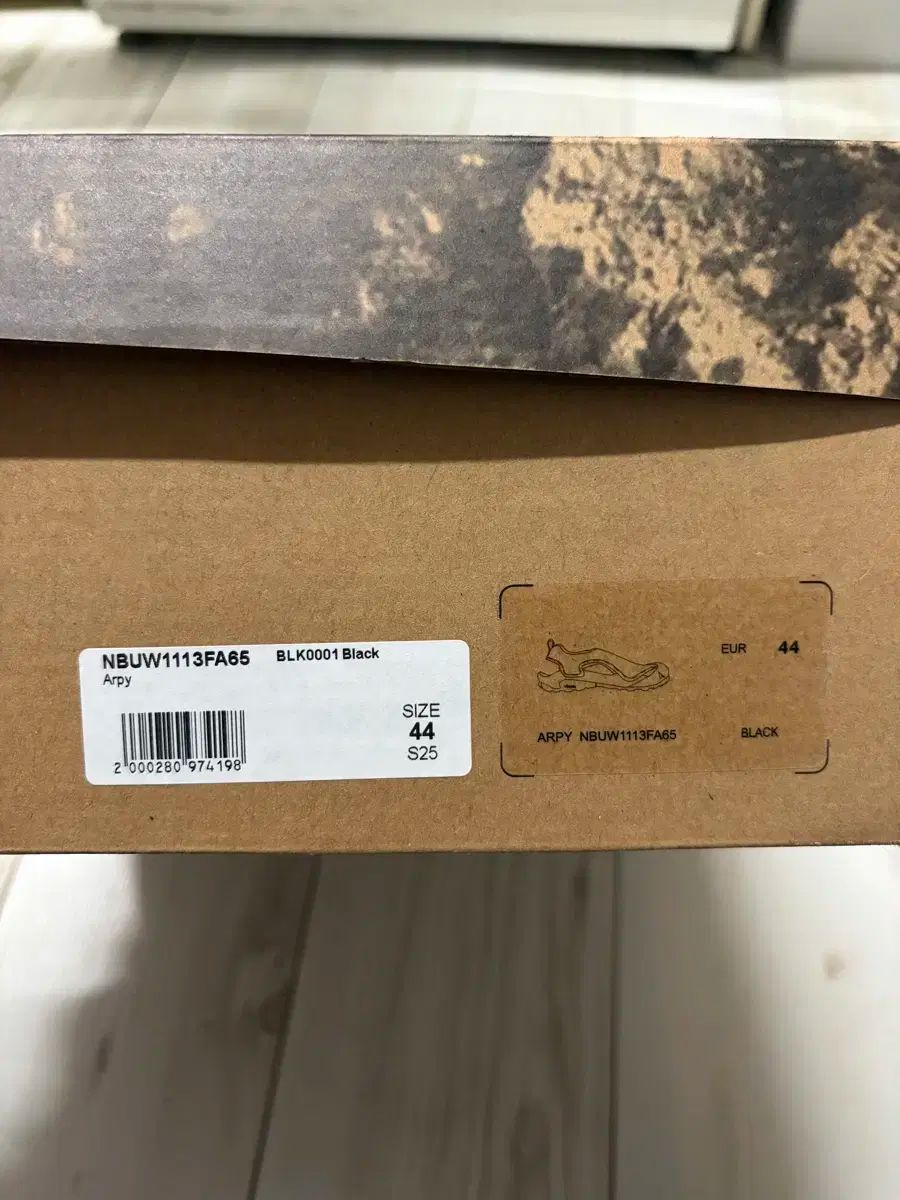 NBUW1113FA65 BLK0001 Black
Arpy
SIZE
44
S25
2 000280 974198
EUR 44
ARPY NBUW1113FA65 BLACK